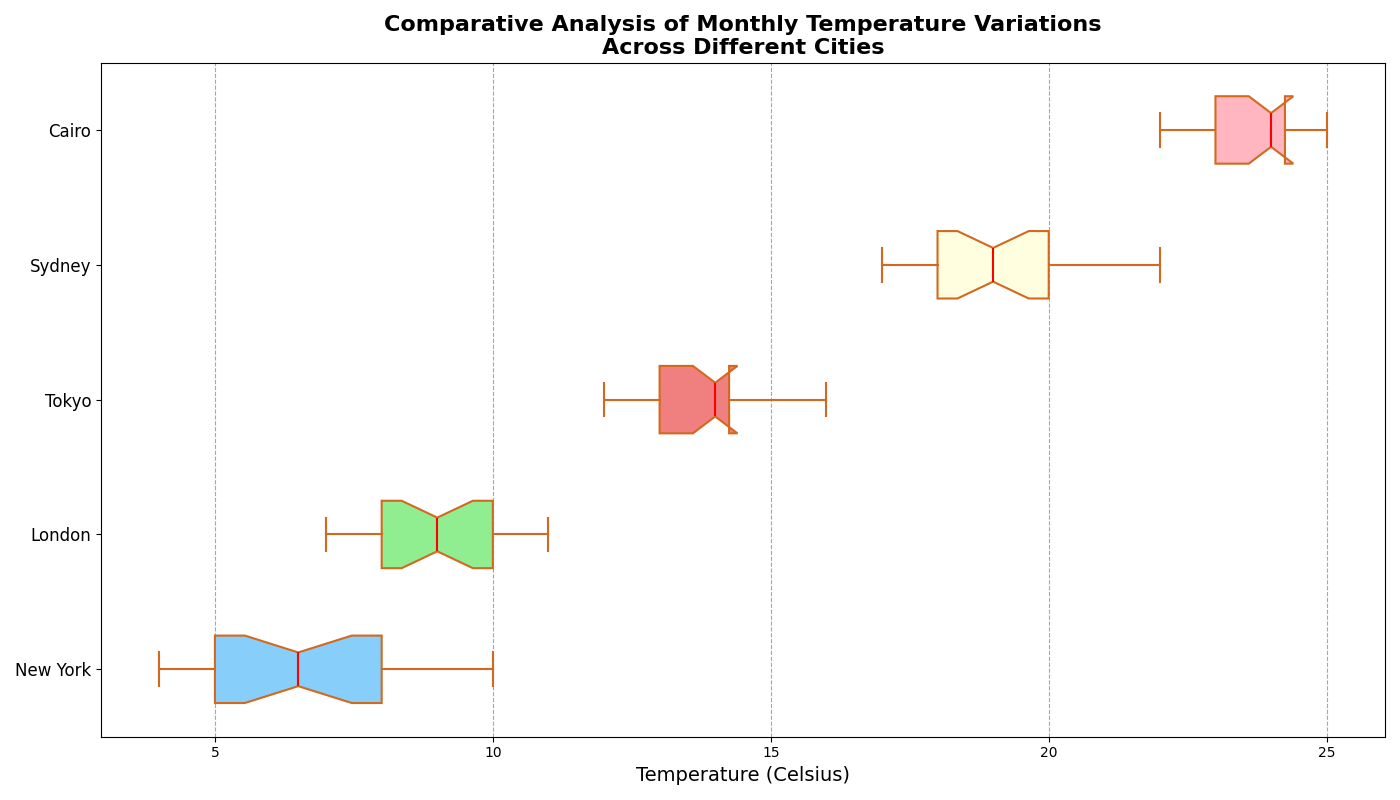 Comparative Analysis of Monthly Temperature Variations
Across Different Cities
Cairo
Sydney
Tokyo
London
New York
5 10 15 20 25
Temperature (Celsius)